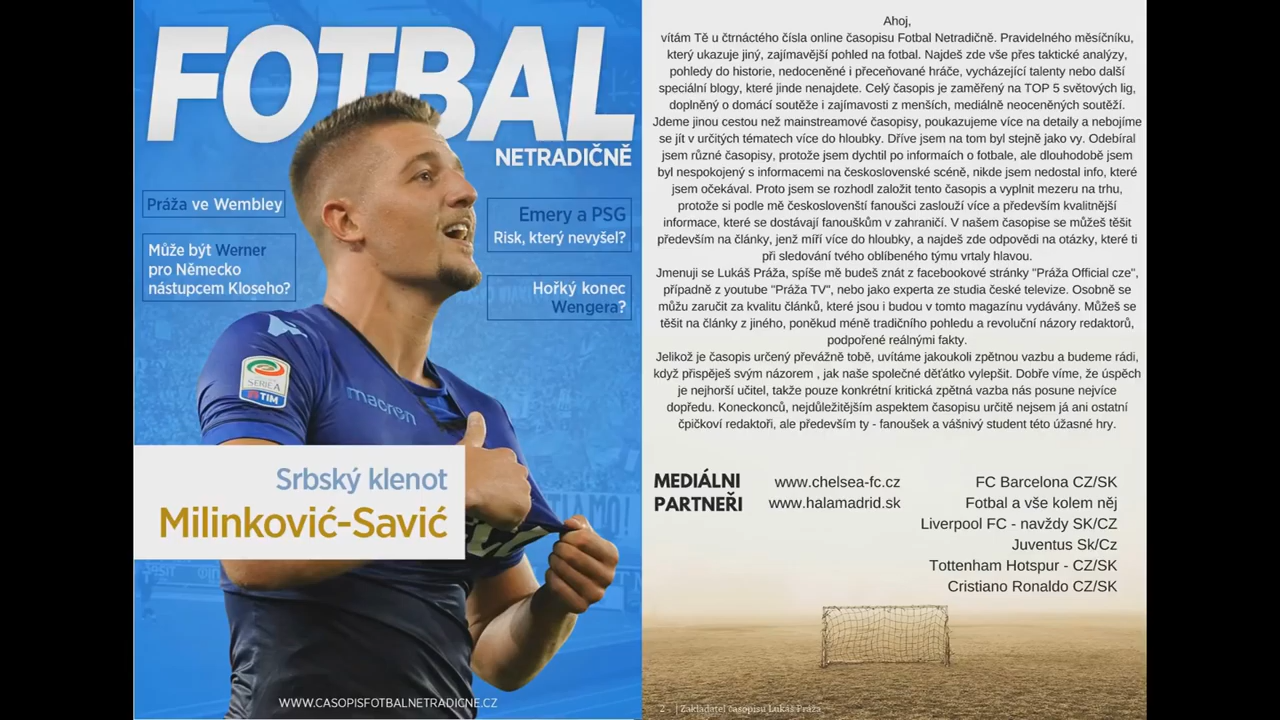 FOTBAL
NETRADIČNĚ
Práža ve Wembley
Může být Werner
pro Německo
nástupcem Kloseho?
Emery a PSG
Risk, který nevyšel?
Hořký konec
Wengera?
SERIE A
TIM
macron
Srbský klenot
Milinković-Savić
WWW.CASOPISFOTBALNETRADICNE.CZ
Ahoj,
vítám Tě u čtrnáctého čísla online časopisu Fotbal Netradičně. Pravidelného měsíčníku,
který ukazuje jiný, zajímavější pohled na fotbal. Najdeš zde vše přes taktické analýzy,
pohledy do historie, nedoceněné i přeceňované hráče, vycházející talenty nebo další
speciální blogy, které jinde nenajdete. Celý časopis je zaměřený na TOP 5 světových lig,
doplněný o domácí soutěže i zajímavosti z menších, mediálně neoceněných soutěží.
Jdeme jinou cestou než mainstreamové časopisy, poukazujeme více na detaily a nebojíme
se jít v určitých tématech více do hloubky. Dříve jsem na tom byl stejně jako vy. Odebíral
jsem různé časopisy, protože jsem dychtil po informaích o fotbale, ale dlouhodobě jsem
byl nespokojený s informacemi na československé scéně, nikde jsem nedostal info, které
jsem očekával. Proto jsem se rozhodl založit tento časopis a vyplnit mezeru na trhu,
protože si podle mě českoslovenští fanoušci zaslouží více a především kvalitnější
informace, které se dostávají fanouškům v zahraničí. V našem časopise se můžeš těšit
především na články, jenž míří více do hloubky, a najdeš zde odpovědi na otázky, které ti
při sledování tvého oblíbeného týmu vrtaly hlavou.
Jmenuji se Lukáš Práža, spíše mě budeš znát z facebookové stránky "Práža Official cze",
případně z youtube "Práža TV", nebo jako experta ze studia české televize. Osobně se
můžu zaručit za kvalitu článků, které jsou i budou v tomto magazínu vydávány. Můžeš se
těšit na články z jiného, poněkud méně tradičního pohledu a revoluční názory redaktorů,
podpořené reálnými fakty.
Jelikož je časopis určený převážně tobě, uvítáme jakoukoli zpětnou vazbu a budeme rádi,
když přispěješ svým názorem , jak naše společné děťátko vylepšit. Dobře víme, že úspěch
je nejhorší učitel, takže pouze konkrétní kritická zpětná vazba nás posune nejvíce
dopředu. Koneckonců, nejdůležitějším aspektem časopisu určitě nejsem já ani ostatní
čpičkoví redaktoři, ale především ty - fanoušek a vášnivý student této úžasné hry.
MEDIÁLNI
PARTNEŘI
www.chelsea-fc.cz
www.halamadrid.sk
FC Barcelona CZ/SK
Fotbal a vše kolem něj
Liverpool FC - navždy SK/CZ
Juventus Sk/Cz
Tottenham Hotspur - CZ/SK
Cristiano Ronaldo CZ/SK
2 - | Zakladatel časopisu Lukáš Práža